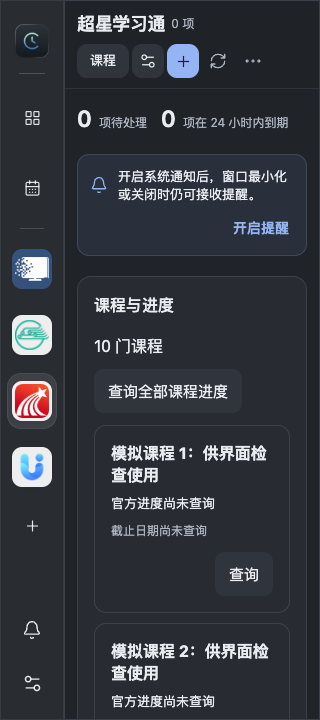 超星学习通 0 项
课程
0 项待处理 0 项在 24 小时内到期
开启系统通知后，窗口最小化
或关闭时仍可接收提醒。
开启提醒
课程与进度
10 门课程
查询全部课程进度
模拟课程 1：供界面检
查使用
官方进度尚未查询
截止日期尚未查询
查询
模拟课程 2：供界面检
查使用
官方进度尚未查询